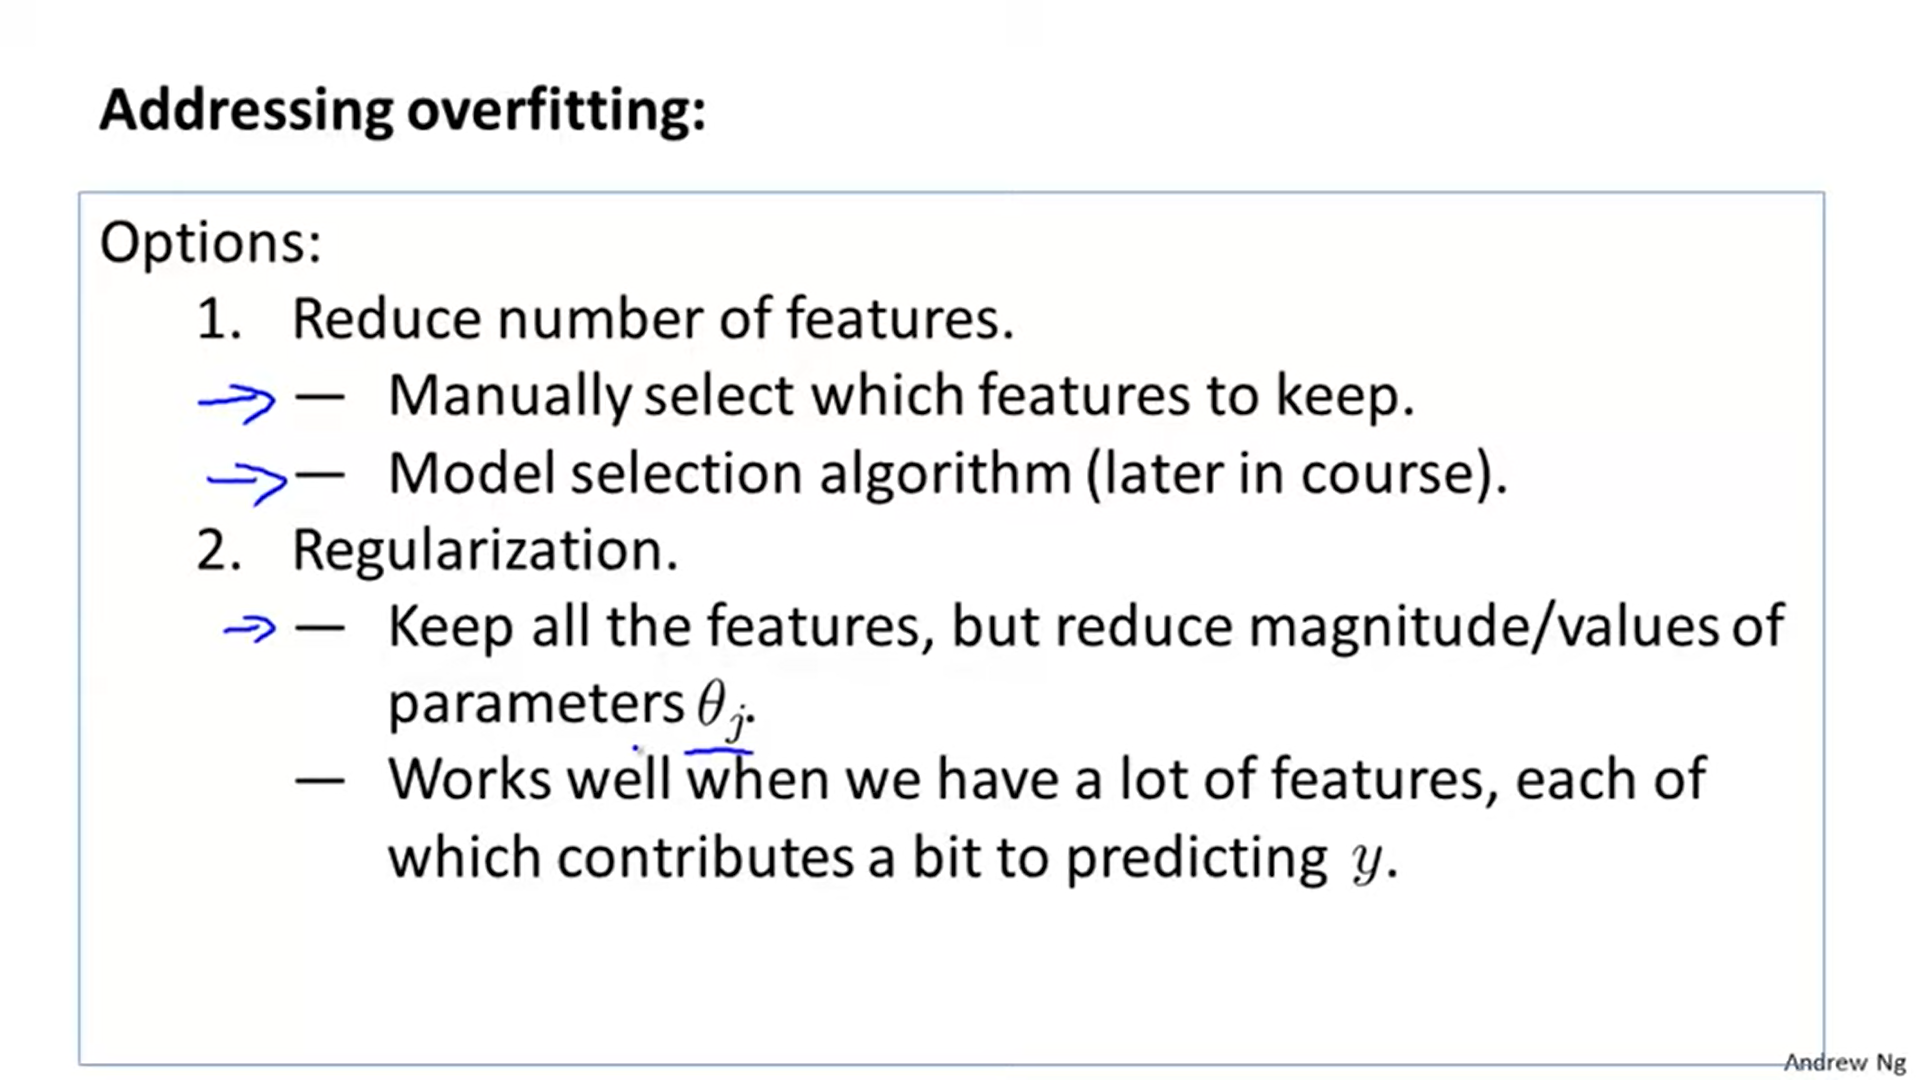 Addressing overfitting:
Options:
1. Reduce number of features.
— Manually select which features to keep.
— Model selection algorithm (later in course).
2. Regularization.
— Keep all the features, but reduce magnitude/values of
parameters θⱼ.
— Works well when we have a lot of features, each of
which contributes a bit to predicting y.
Andrew Ng